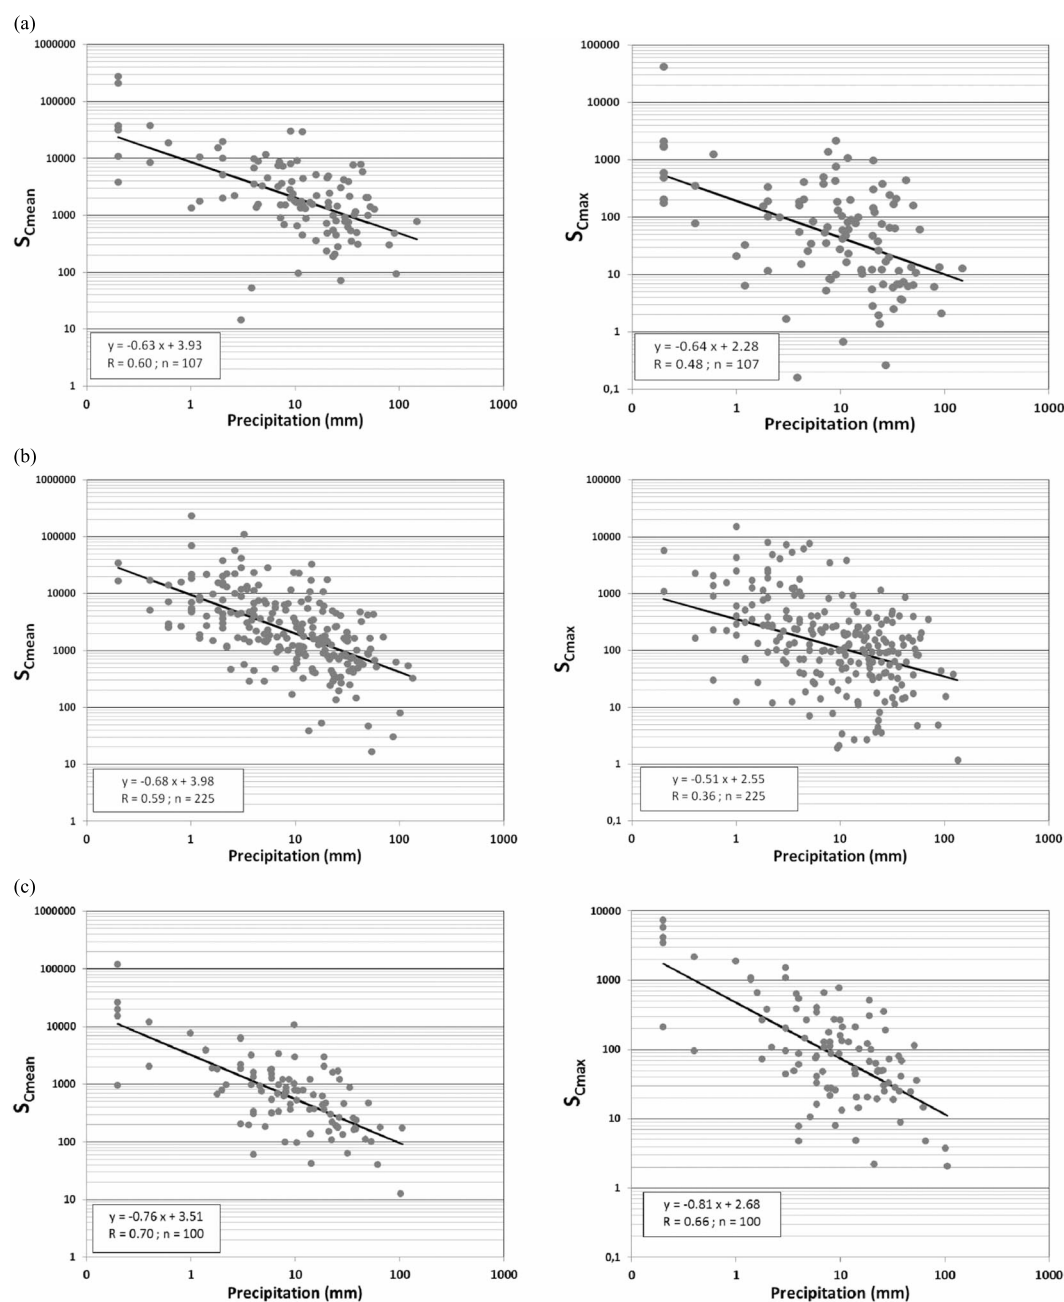 (a)
1000000
100000
10000
1000
100
10
1
S_Cmean
y = -0.63 x + 3.93
R = 0.60 ; n = 107
0 1 10 100 1000
Precipitation (mm)
100000
10000
1000
100
10
1
0,1
S_Cmax
y = -0.64 x + 2.28
R = 0.48 ; n = 107
0 1 10 100 1000
Precipitation (mm)
(b)
1000000
100000
10000
1000
100
10
1
S_Cmean
y = -0.68 x + 3.98
R = 0.59 ; n = 225
0 1 10 100 1000
Precipitation (mm)
100000
10000
1000
100
10
1
0,1
S_Cmax
y = -0.51 x + 2.55
R = 0.36 ; n = 225
0 1 10 100 1000
Precipitation (mm)
(c)
1000000
100000
10000
1000
100
10
1
S_Cmean
y = -0.76 x + 3.51
R = 0.70 ; n = 100
0 1 10 100 1000
Precipitation (mm)
10000
1000
100
10
1
0,1
S_Cmax
y = -0.81 x + 2.68
R = 0.66 ; n = 100
0 1 10 100 1000
Precipitation (mm)